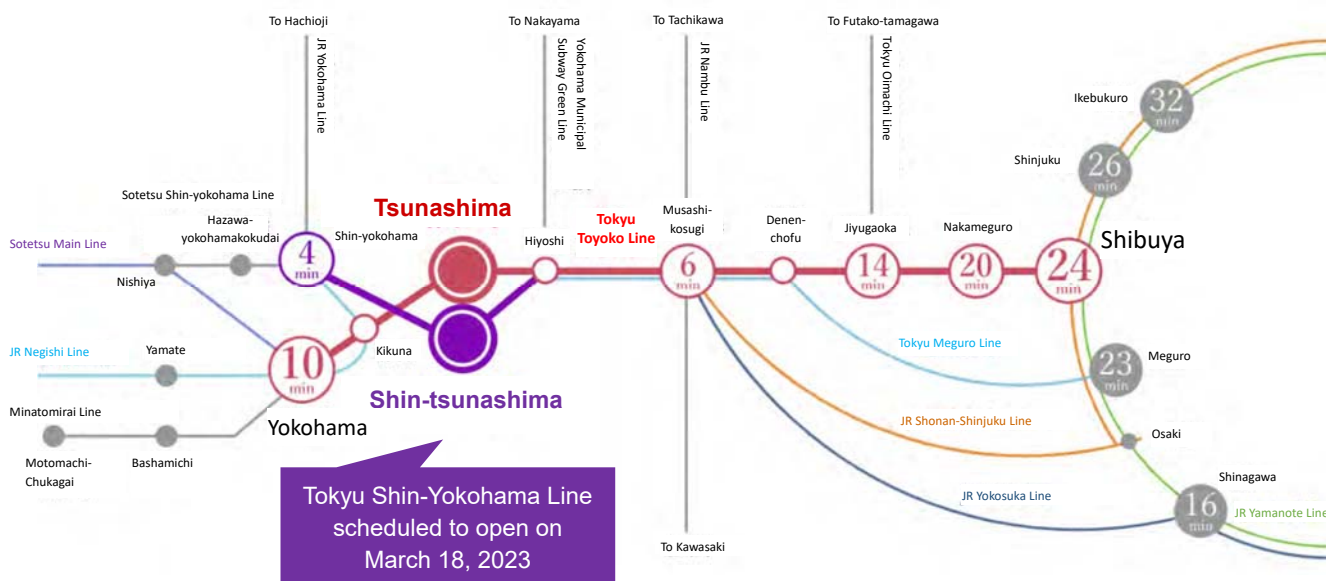 To Hachioji
To Nakayama
To Tachikawa
To Futako-tamagawa
JR Yokohama Line
Yokohama Municipal
Subway Green Line
JR Nambu Line
Tokyu Oimachi Line
Ikebukuro
32
min
Shinjuku
26
min
Sotetsu Shin-yokohama Line
Hazawa-
yokohamakokudai
Shin-yokohama
4
min
Tsunashima
Hiyoshi
Tokyu
Toyoko Line
Musashi-
kosugi
6
min
Denen-
chofu
Jiyugaoka
14
min
Nakameguro
20
min
Shibuya
24
min
Sotetsu Main Line
Nishiya
JR Negishi Line
Yamate
10
min
Yokohama
Kikuna
Shin-tsunashima
Tokyu Meguro Line
Meguro
23
min
Minatomirai Line
Motomachi-
Chukagai
Bashamichi
JR Shonan-Shinjuku Line
Osaki
JR Yokosuka Line
Shinagawa
16
min
JR Yamanote Line
To Kawasaki
Tokyu Shin-Yokohama Line
scheduled to open on
March 18, 2023